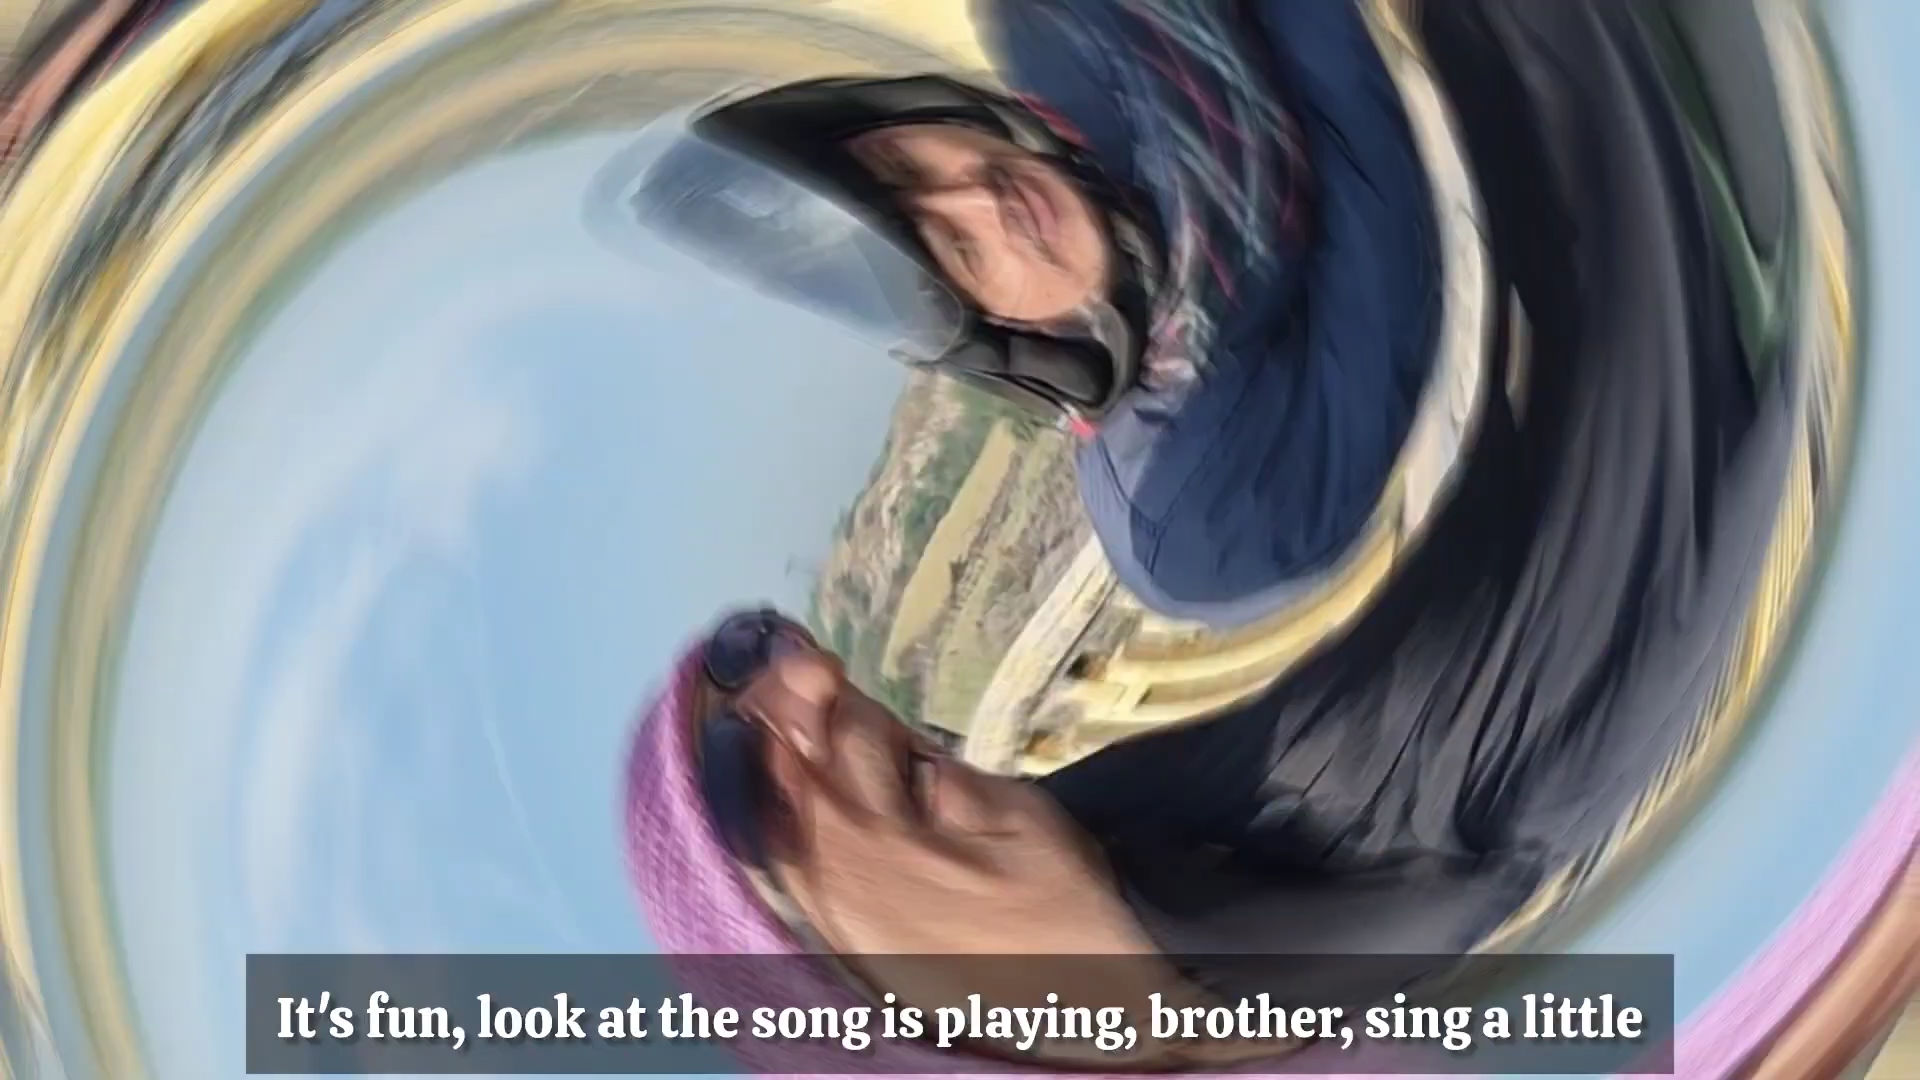 It's fun, look at the song is playing, brother, sing a little